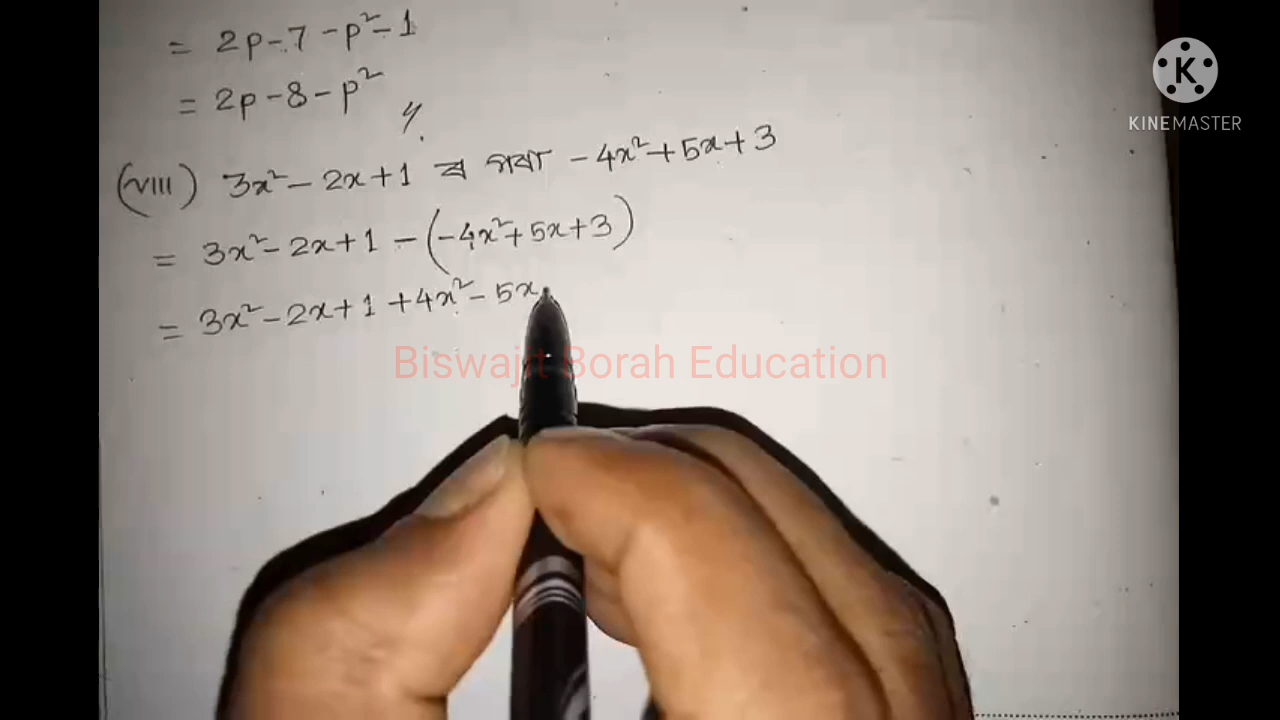 = 2p-7-p²-1
= 2p-8-p²
(VIII) 3x²-2x+1 ৰ পৰা -4x²+5x+3
= 3x²-2x+1-(-4x²+5x+3)
= 3x²-2x+1+4x²-5x
K
KINEMASTER
Biswajit Borah Education